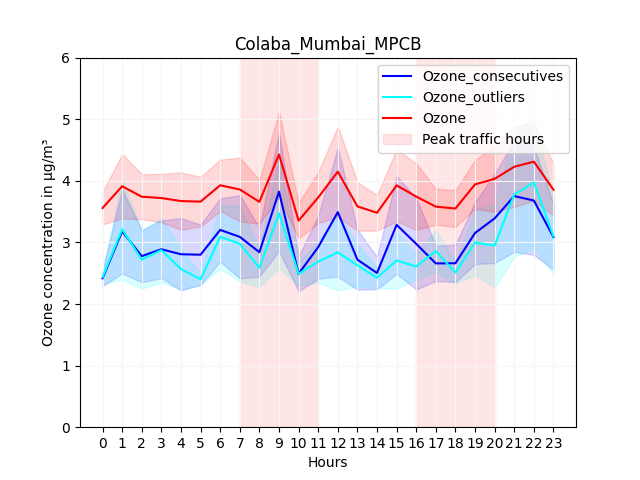 Colaba_Mumbai_MPCB
Ozone concentration in µg/m³
6
5
4
3
2
1
0
Ozone_consecutives
Ozone_outliers
Ozone
Peak traffic hours
0 1 2 3 4 5 6 7 8 9 10 11 12 13 14 15 16 17 18 19 20 21 22 23
Hours